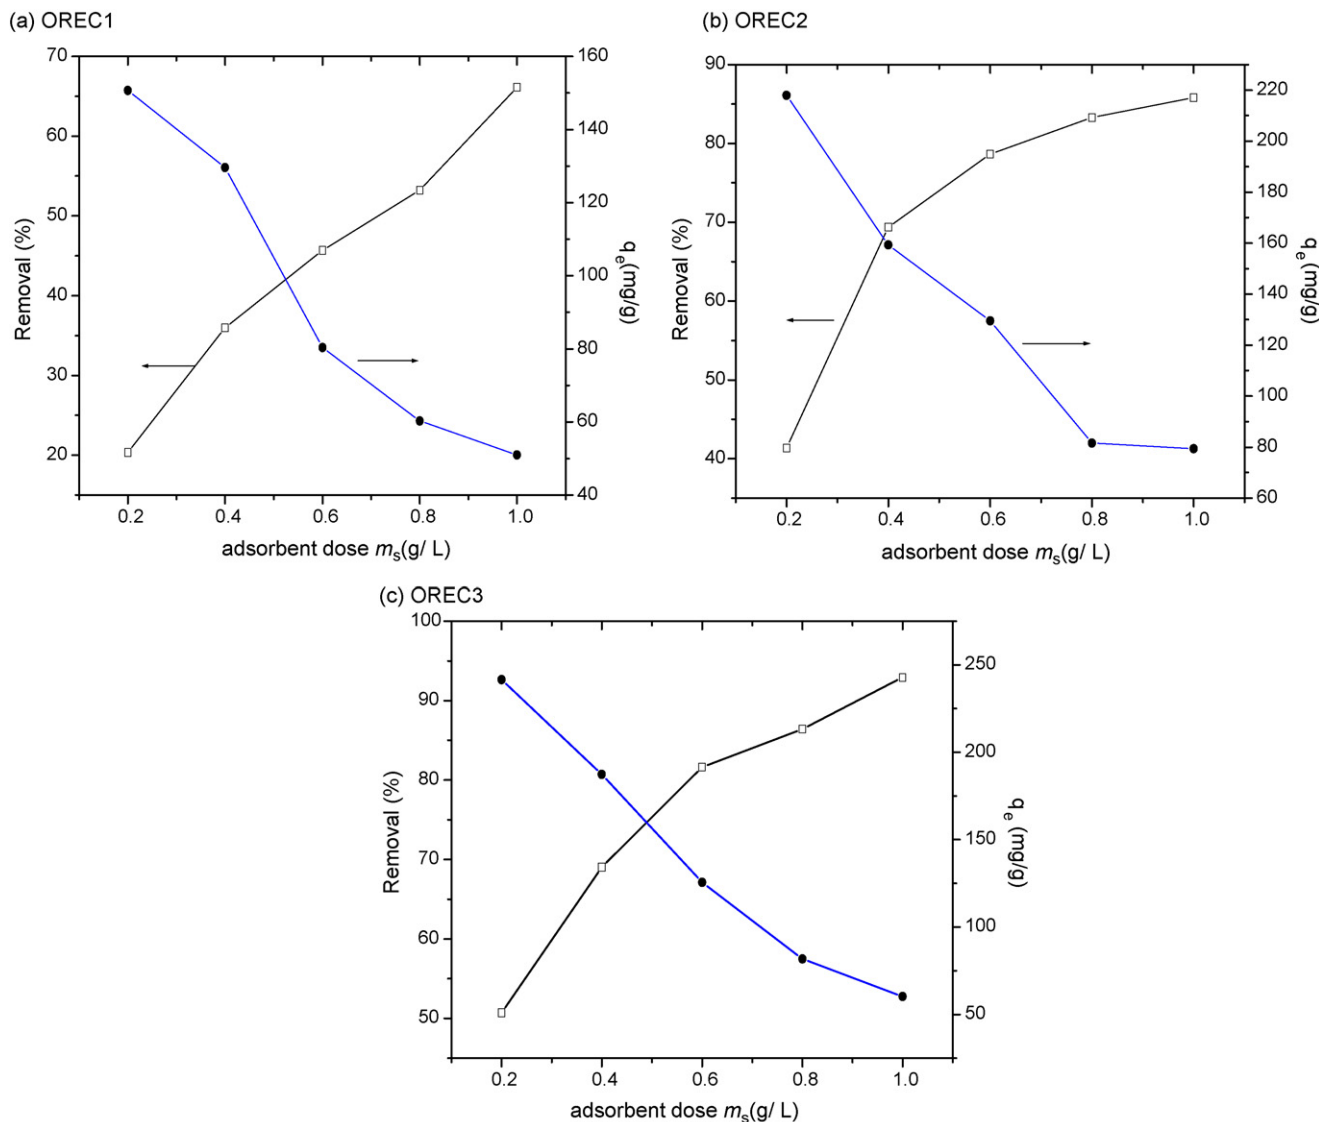 (a) OREC1
70
60
50
40
30
20
Removal (%)
160
140
120
100
80
60
40
qe(mg/g)
0.2 0.4 0.6 0.8 1.0
adsorbent dose ms(g/ L)
(b) OREC2
90
80
70
60
50
40
Removal (%)
220
200
180
160
140
120
100
80
60
qe(mg/g)
0.2 0.4 0.6 0.8 1.0
adsorbent dose ms(g/ L)
(c) OREC3
100
90
80
70
60
50
Removal (%)
250
200
150
100
50
qe (mg/g)
0.2 0.4 0.6 0.8 1.0
adsorbent dose ms(g/ L)